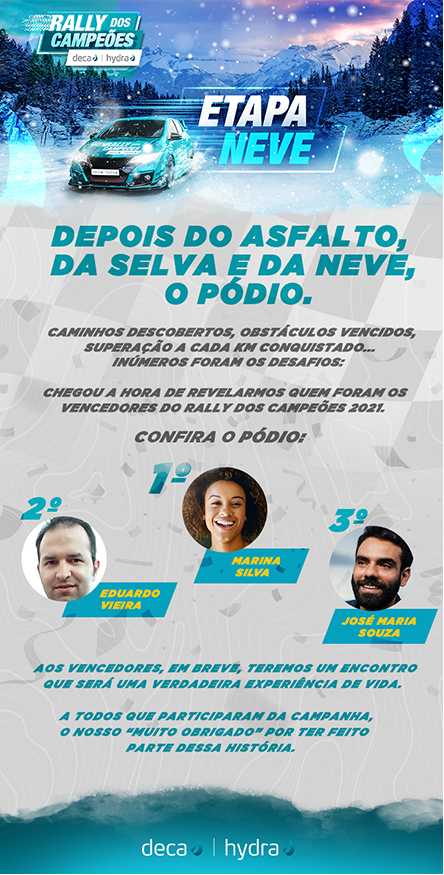 RALLY DOS
CAMPEÕES
deca | hydra
ETAPA
NEVE
DEPOIS DO ASFALTO,
DA SELVA E DA NEVE,
O PÓDIO.
CAMINHOS DESCOBERTOS, OBSTÁCULOS VENCIDOS,
SUPERAÇÃO A CADA KM CONQUISTADO...
INÚMEROS FORAM OS DESAFIOS:
CHEGOU A HORA DE REVELARMOS QUEM FORAM OS
VENCEDORES DO RALLY DOS CAMPEÕES 2021.
CONFIRA O PÓDIO:
1º
MARINA
SILVA
2º
EDUARDO
VIEIRA
3º
JOSÉ MARIA
SOUZA
AOS VENCEDORES, EM BREVE, TEREMOS UM ENCONTRO
QUE SERÁ UMA VERDADEIRA EXPERIÊNCIA DE VIDA.
A TODOS QUE PARTICIPARAM DA CAMPANHA,
O NOSSO “MUITO OBRIGADO” POR TER FEITO
PARTE DESSA HISTÓRIA.
deca | hydra